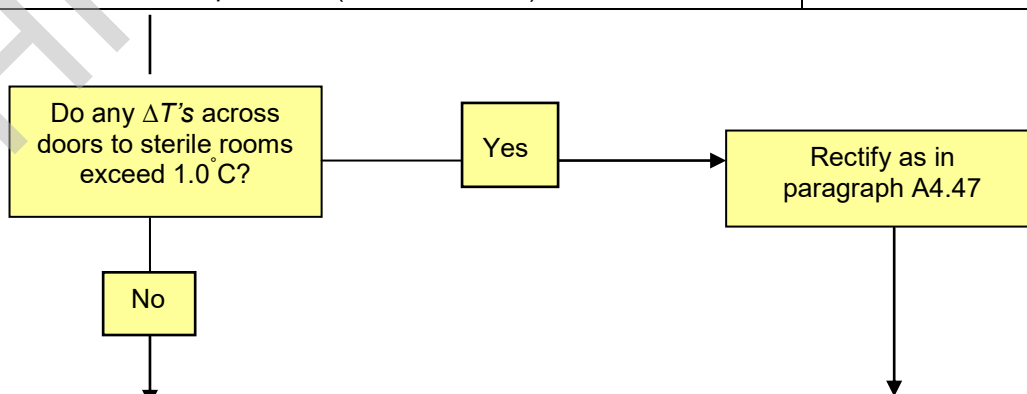 Do any ΔT's across
doors to sterile rooms
exceed 1.0°C?
Yes
Rectify as in
paragraph A4.47
No